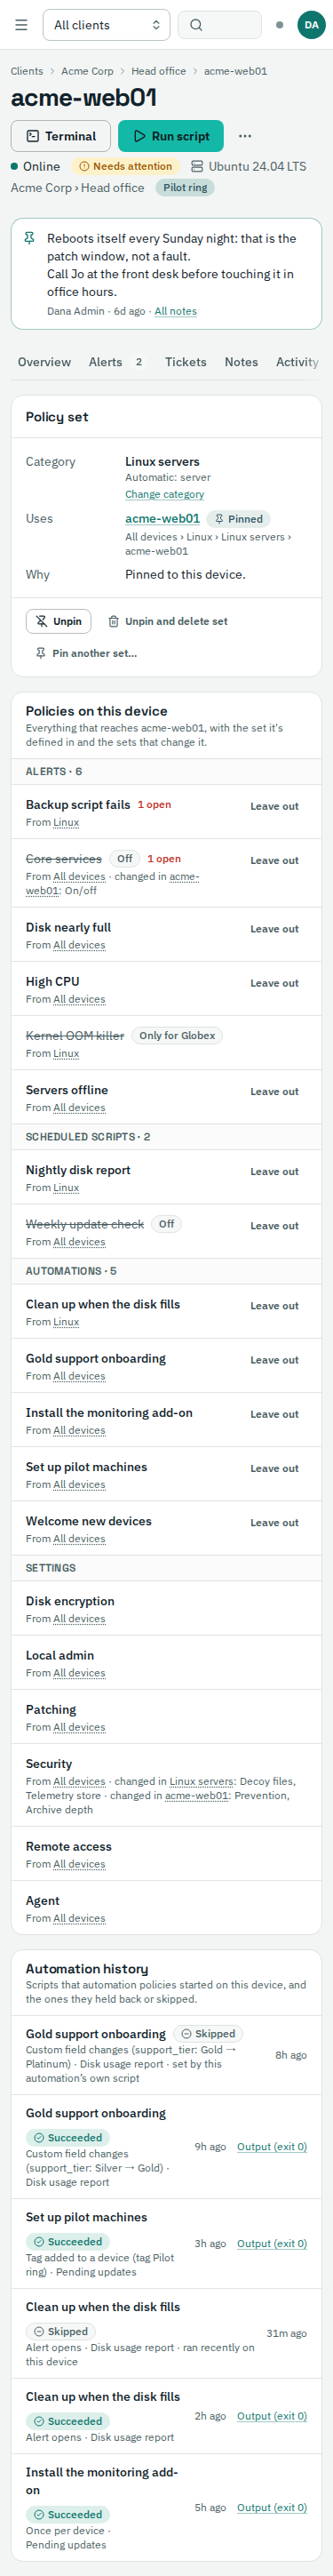 All clients
DA
Clients > Acme Corp > Head office > acme-web01
acme-web01
Terminal
Run script
Online
Needs attention
Ubuntu 24.04 LTS
Acme Corp › Head office
Pilot ring
Reboots itself every Sunday night: that is the
patch window, not a fault.
Call Jo at the front desk before touching it in
office hours.
Dana Admin · 6d ago · All notes
Overview
Alerts 2
Tickets
Notes
Activity
Policy set
Category
Linux servers
Automatic: server
Change category
Uses
acme-web01
Pinned
All devices › Linux › Linux servers ›
acme-web01
Why
Pinned to this device.
Unpin
Unpin and delete set
Pin another set...
Policies on this device
Everything that reaches acme-web01, with the set it's
defined in and the sets that change it.
ALERTS · 6
Backup script fails 1 open
Leave out
From Linux
Core services Off 1 open
Leave out
From All devices · changed in acme-
web01: On/off
Disk nearly full
Leave out
From All devices
High CPU
Leave out
From All devices
Kernel OOM killer Only for Globex
From Linux
Servers offline
Leave out
From All devices
SCHEDULED SCRIPTS · 2
Nightly disk report
Leave out
From Linux
Weekly update check Off
Leave out
From All devices
AUTOMATIONS · 5
Clean up when the disk fills
Leave out
From Linux
Gold support onboarding
Leave out
From All devices
Install the monitoring add-on
Leave out
From All devices
Set up pilot machines
Leave out
From All devices
Welcome new devices
Leave out
From All devices
SETTINGS
Disk encryption
From All devices
Local admin
From All devices
Patching
From All devices
Security
From All devices · changed in Linux servers: Decoy files,
Telemetry store · changed in acme-web01: Prevention,
Archive depth
Remote access
From All devices
Agent
From All devices
Automation history
Scripts that automation policies started on this device, and
the ones they held back or skipped.
Gold support onboarding Skipped
Custom field changes (support_tier: Gold →
Platinum) · Disk usage report · set by this
automation's own script
8h ago
Gold support onboarding
Succeeded
Custom field changes
(support_tier: Silver → Gold) ·
Disk usage report
9h ago Output (exit 0)
Set up pilot machines
Succeeded
Tag added to a device (tag Pilot
ring) · Pending updates
3h ago Output (exit 0)
Clean up when the disk fills
Skipped
Alert opens · Disk usage report · ran recently on
this device
31m ago
Clean up when the disk fills
Succeeded
Alert opens · Disk usage report
2h ago Output (exit 0)
Install the monitoring add-
on
Succeeded
Once per device ·
Pending updates
5h ago Output (exit 0)